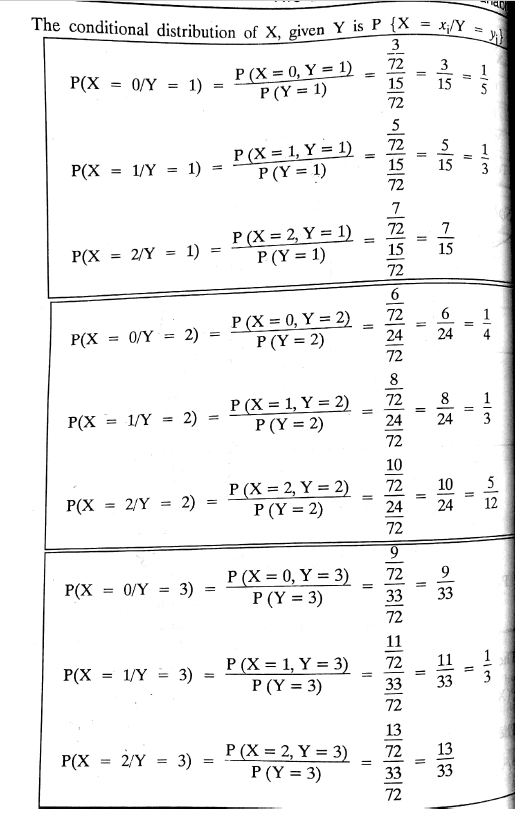 The conditional distribution of X, given Y is P {X = xᵢ/Y = yⱼ}
P(X = 0/Y = 1) = P (X = 0, Y = 1) / P (Y = 1) = (3/72) / (15/72) = 3/15 = 1/5
P(X = 1/Y = 1) = P (X = 1, Y = 1) / P (Y = 1) = (5/72) / (15/72) = 5/15 = 1/3
P(X = 2/Y = 1) = P (X = 2, Y = 1) / P (Y = 1) = (7/72) / (15/72) = 7/15
P(X = 0/Y = 2) = P (X = 0, Y = 2) / P (Y = 2) = (6/72) / (24/72) = 6/24 = 1/4
P(X = 1/Y = 2) = P (X = 1, Y = 2) / P (Y = 2) = (8/72) / (24/72) = 8/24 = 1/3
P(X = 2/Y = 2) = P (X = 2, Y = 2) / P (Y = 2) = (10/72) / (24/72) = 10/24 = 5/12
P(X = 0/Y = 3) = P (X = 0, Y = 3) / P (Y = 3) = (9/72) / (33/72) = 9/33
P(X = 1/Y = 3) = P (X = 1, Y = 3) / P (Y = 3) = (11/72) / (33/72) = 11/33 = 1/3
P(X = 2/Y = 3) = P (X = 2, Y = 3) / P (Y = 3) = (13/72) / (33/72) = 13/33